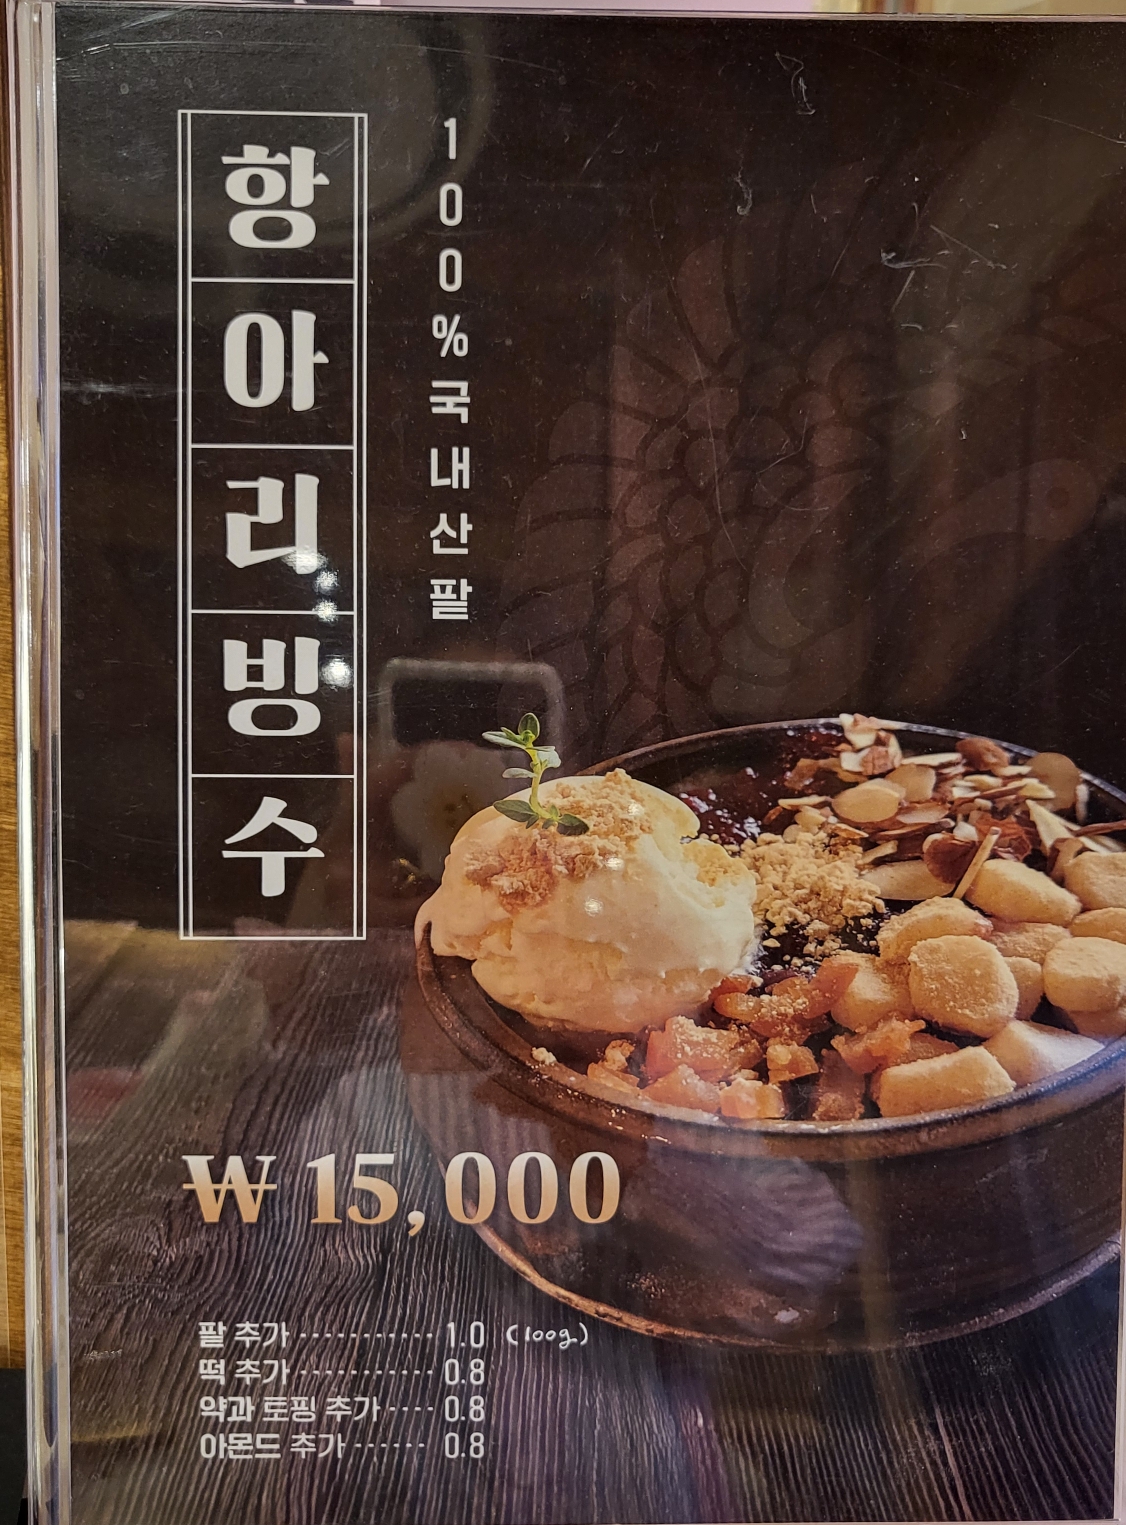 항아리빙수
100%국내산팥
₩ 15,000
팥 추가 ··········· 1.0 (100g)
떡 추가 ··········· 0.8
약과 토핑 추가 ···· 0.8
아몬드 추가 ······ 0.8